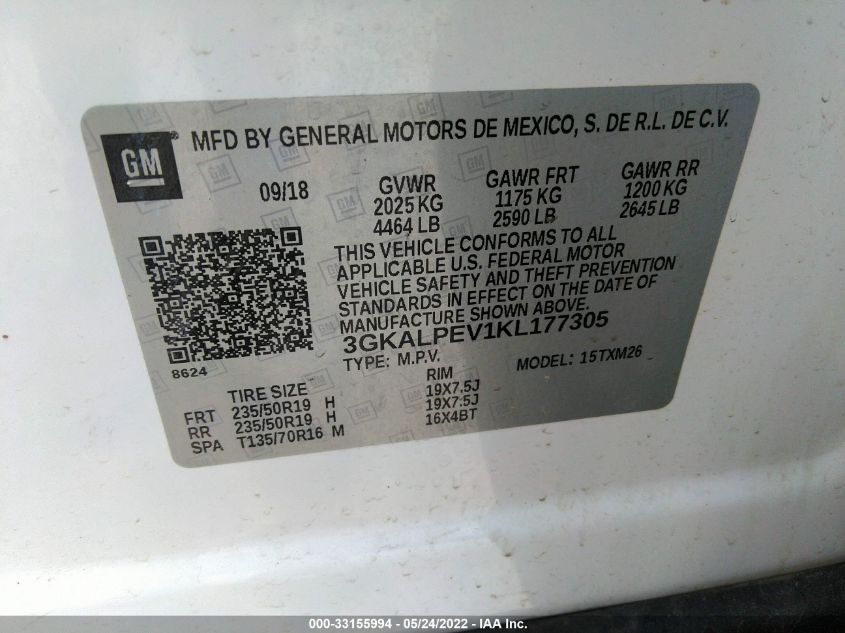 GM ® MFD BY GENERAL MOTORS DE MEXICO, S. DE R.L. DE C.V.
09/18 GVWR GAWR FRT GAWR RR
2025 KG 1175 KG 1200 KG
4464 LB 2590 LB 2645 LB
THIS VEHICLE CONFORMS TO ALL
APPLICABLE U.S. FEDERAL MOTOR
VEHICLE SAFETY AND THEFT PREVENTION
STANDARDS IN EFFECT ON THE DATE OF
MANUFACTURE SHOWN ABOVE.
3GKALPEV1KL177305
8624 TYPE: M.P.V. MODEL: 15TXM26
TIRE SIZE RIM
FRT 235/50R19 H 19X7.5J
RR 235/50R19 H 19X7.5J
SPA T135/70R16 M 16X4BT
000-33155994 - 05/24/2022 - IAA Inc.